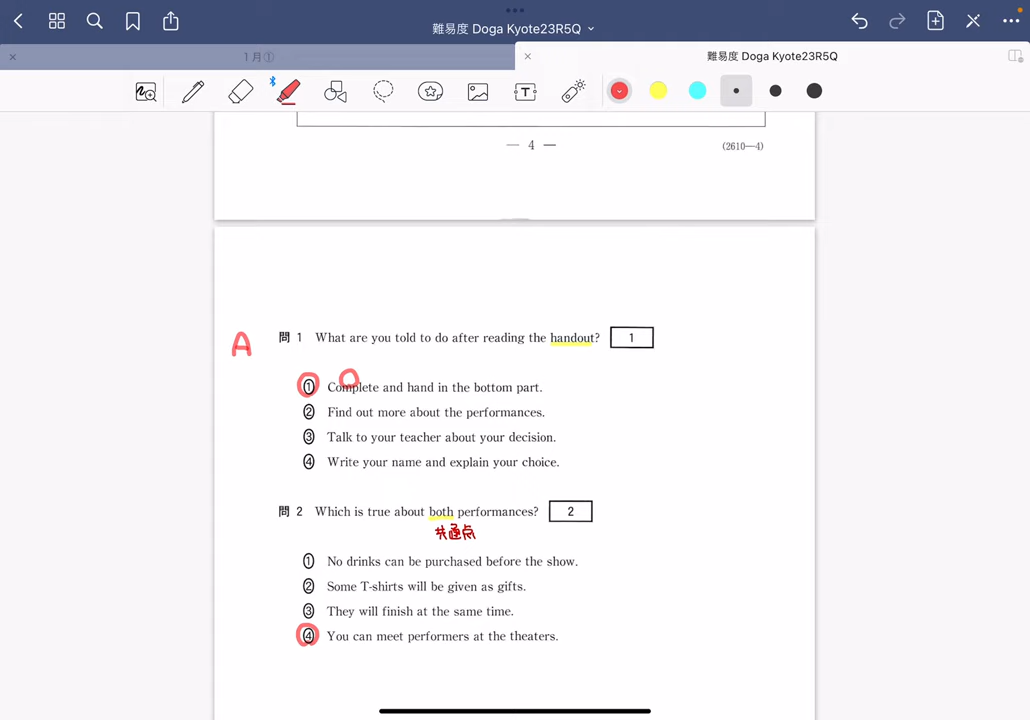 難易度 Doga Kyote23R5Q
1 月①
難易度 Doga Kyote23R5Q
— 4 —
(2610—4)
A
問 1 What are you told to do after reading the handout? 1
① Complete and hand in the bottom part.
② Find out more about the performances.
③ Talk to your teacher about your decision.
④ Write your name and explain your choice.
問 2 Which is true about both performances? 2
共通点
① No drinks can be purchased before the show.
② Some T-shirts will be given as gifts.
③ They will finish at the same time.
④ You can meet performers at the theaters.